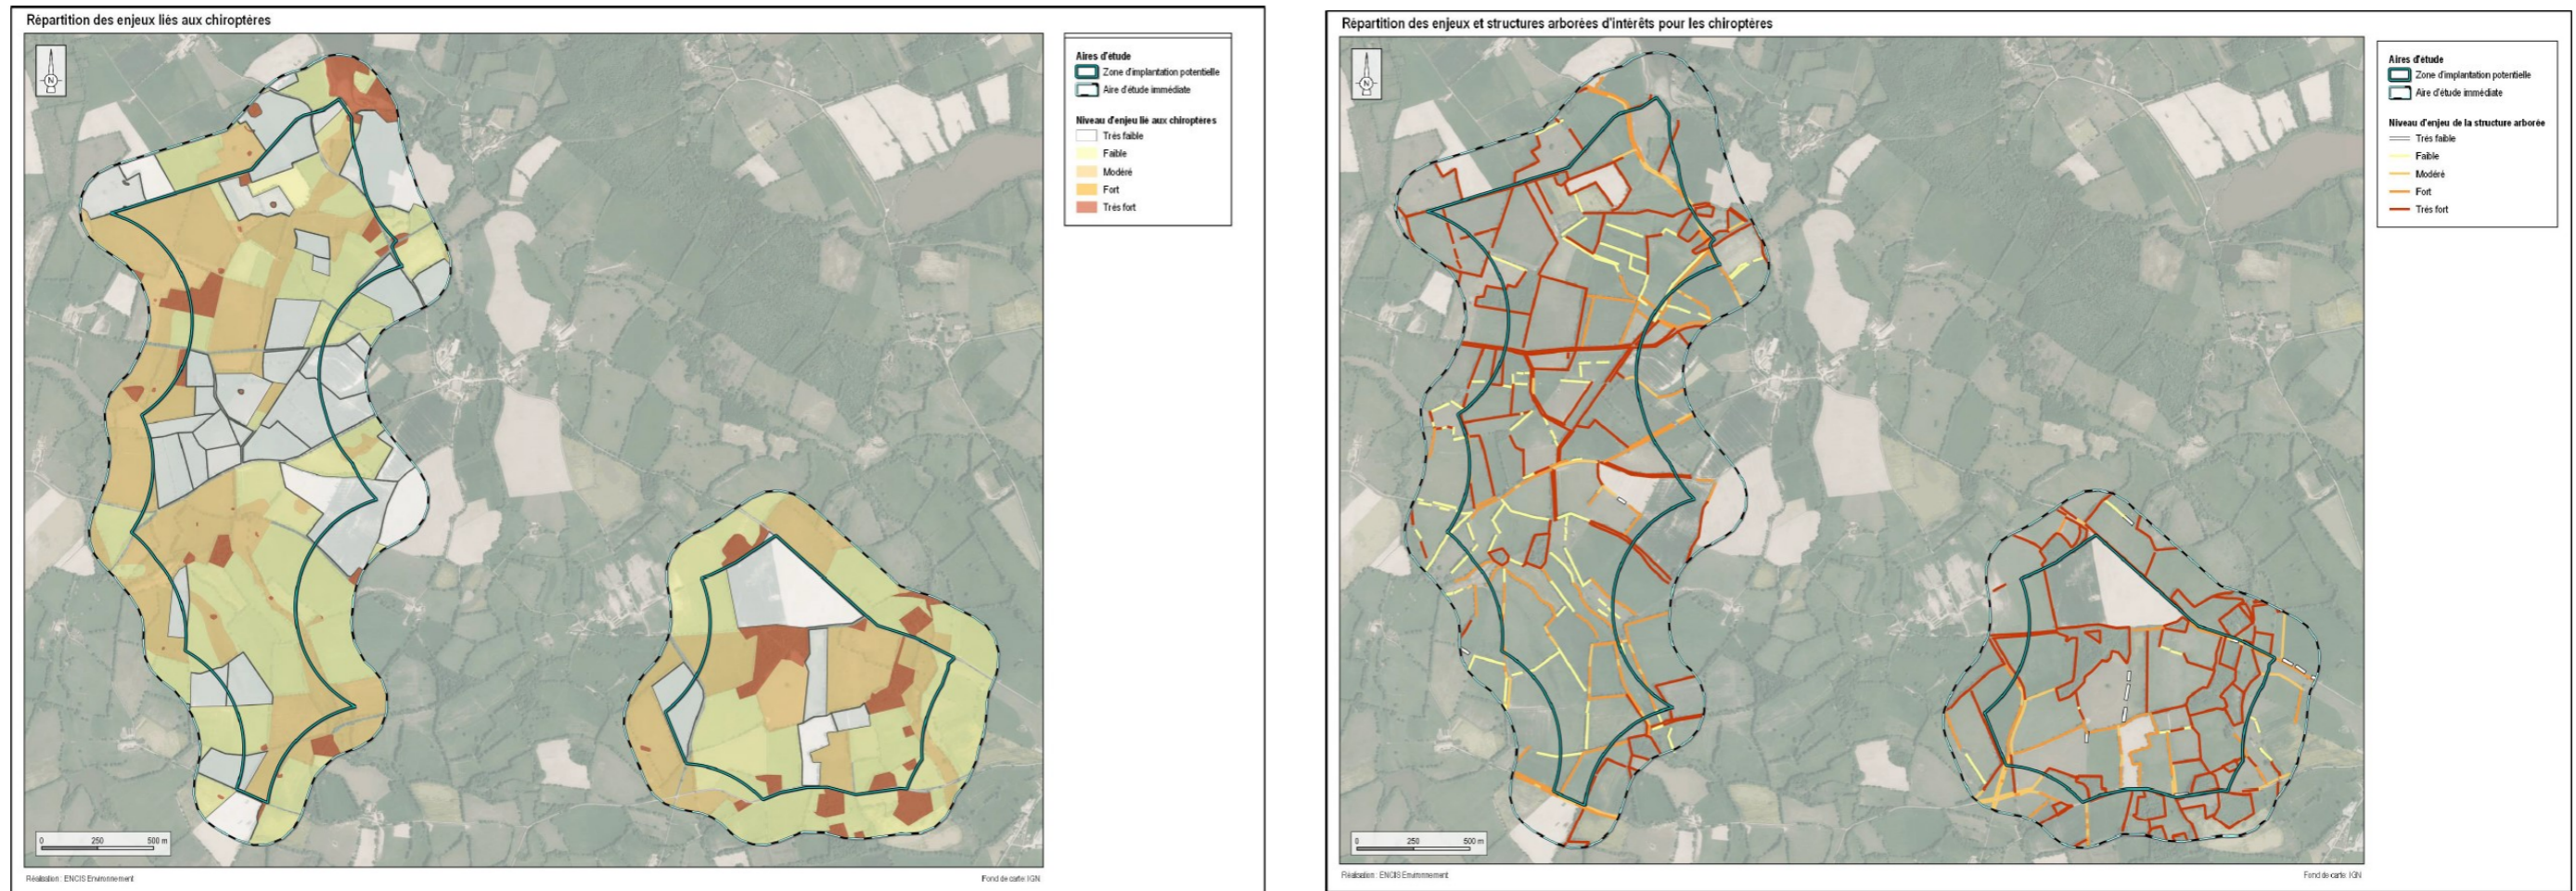 Répartition des enjeux liés aux chiroptères
N
Aires d'étude
Zone d'implantation potentielle
Aire d'étude immédiate
Niveau d'enjeu lié aux chiroptères
Très faible
Faible
Modéré
Fort
Très fort
0 250 500 m
Réalisation : ENCIS Environnement
Fond de carte: IGN
Répartition des enjeux et structures arborées d'intérêts pour les chiroptères
N
Aires d'étude
Zone d'implantation potentielle
Aire d'étude immédiate
Niveau d'enjeu de la structure arborée
Très faible
Faible
Modéré
Fort
Très fort
0 250 500 m
Réalisation : ENCIS Environnement
Fond de carte: IGN